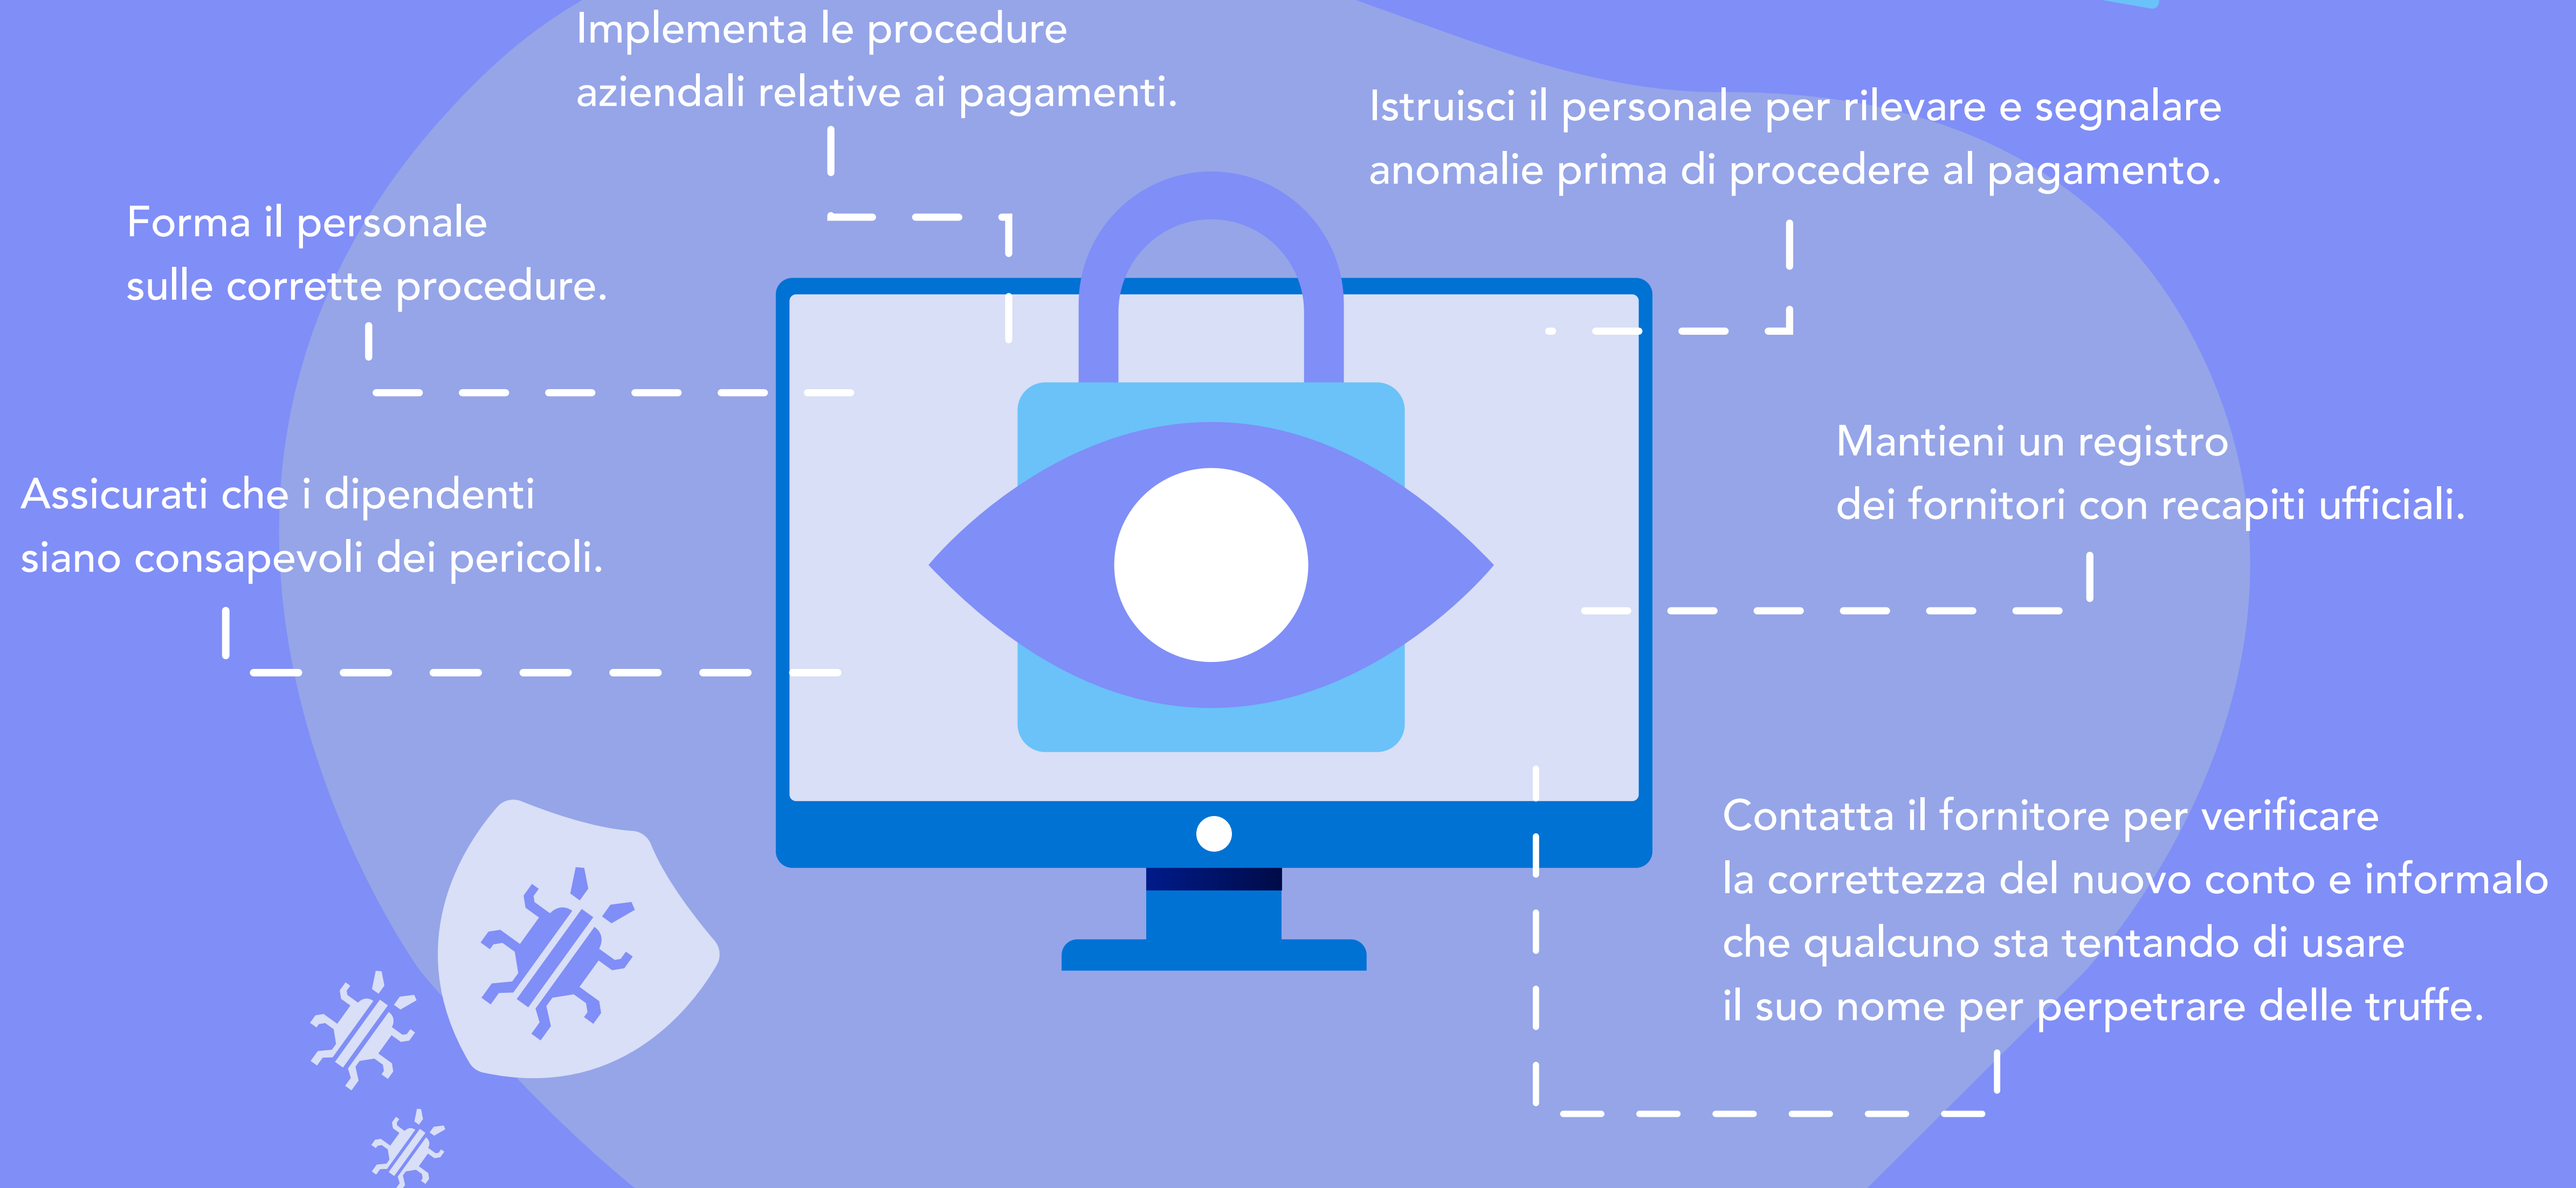 Implementa le procedure
aziendali relative ai pagamenti.
Istruisci il personale per rilevare e segnalare
anomalie prima di procedere al pagamento.
Forma il personale
sulle corrette procedure.
Mantieni un registro
dei fornitori con recapiti ufficiali.
Assicurati che i dipendenti
siano consapevoli dei pericoli.
Contatta il fornitore per verificare
la correttezza del nuovo conto e informalo
che qualcuno sta tentando di usare
il suo nome per perpetrare delle truffe.